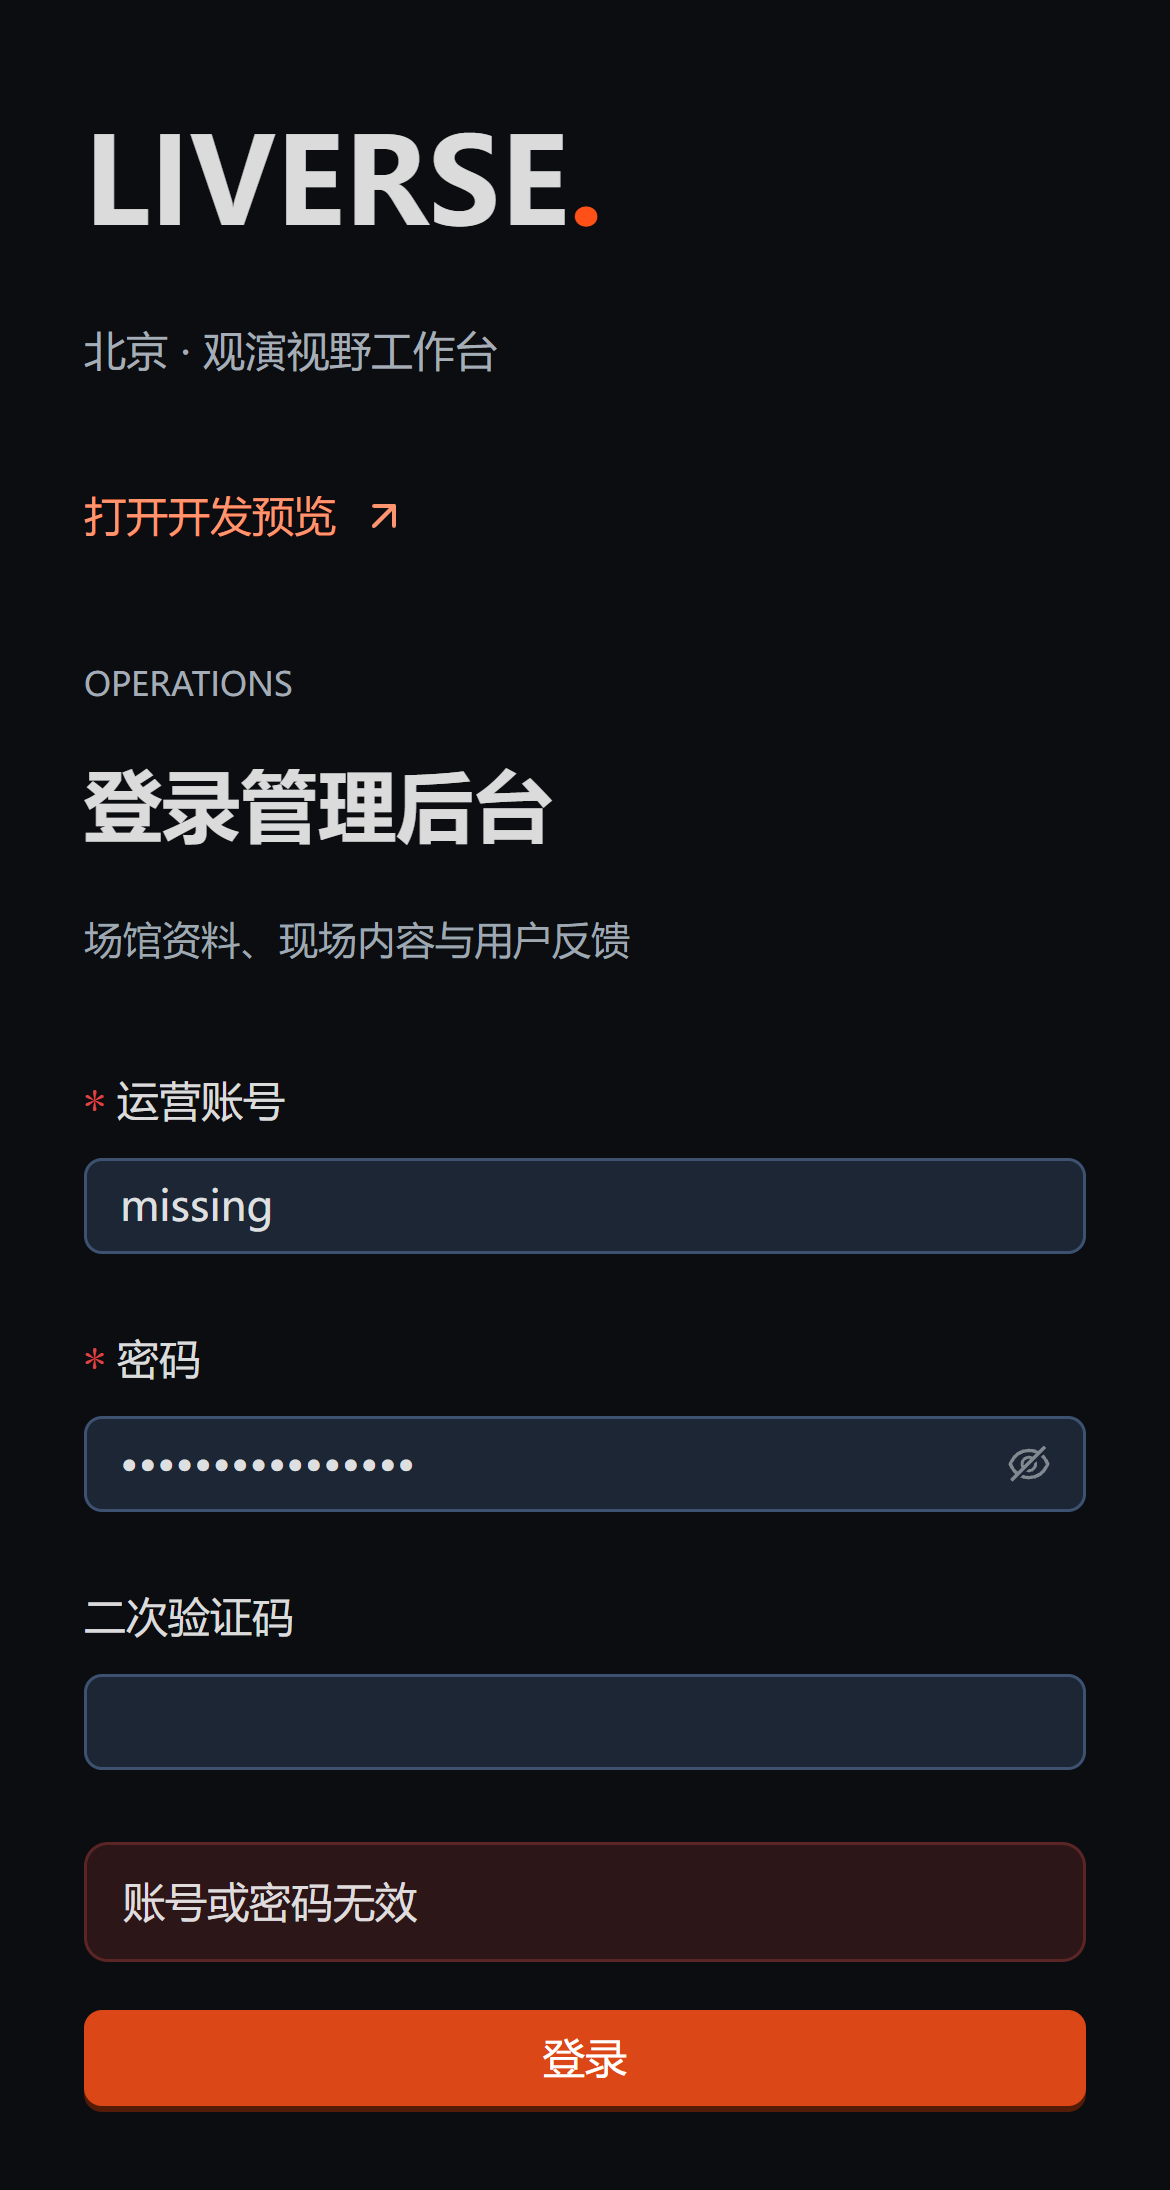 LIVERSE.
北京 · 观演视野工作台
打开开发预览
OPERATIONS
登录管理后台
场馆资料、现场内容与用户反馈
* 运营账号
missing
* 密码
••••••••••••••••
二次验证码
账号或密码无效
登录